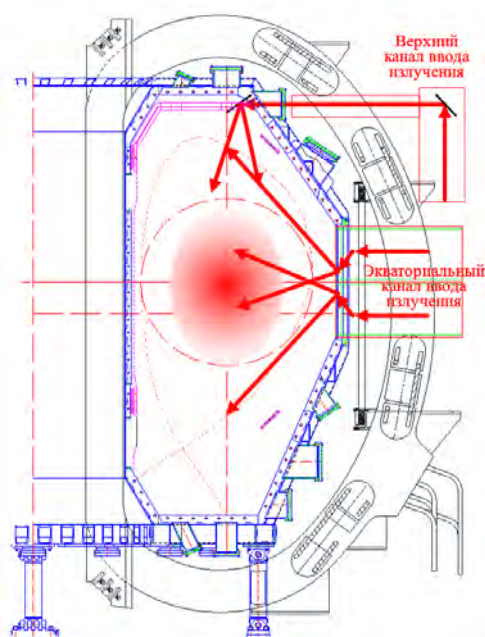 Верхний
канал ввода
излучения
Экваториальный
канал ввода
излучения